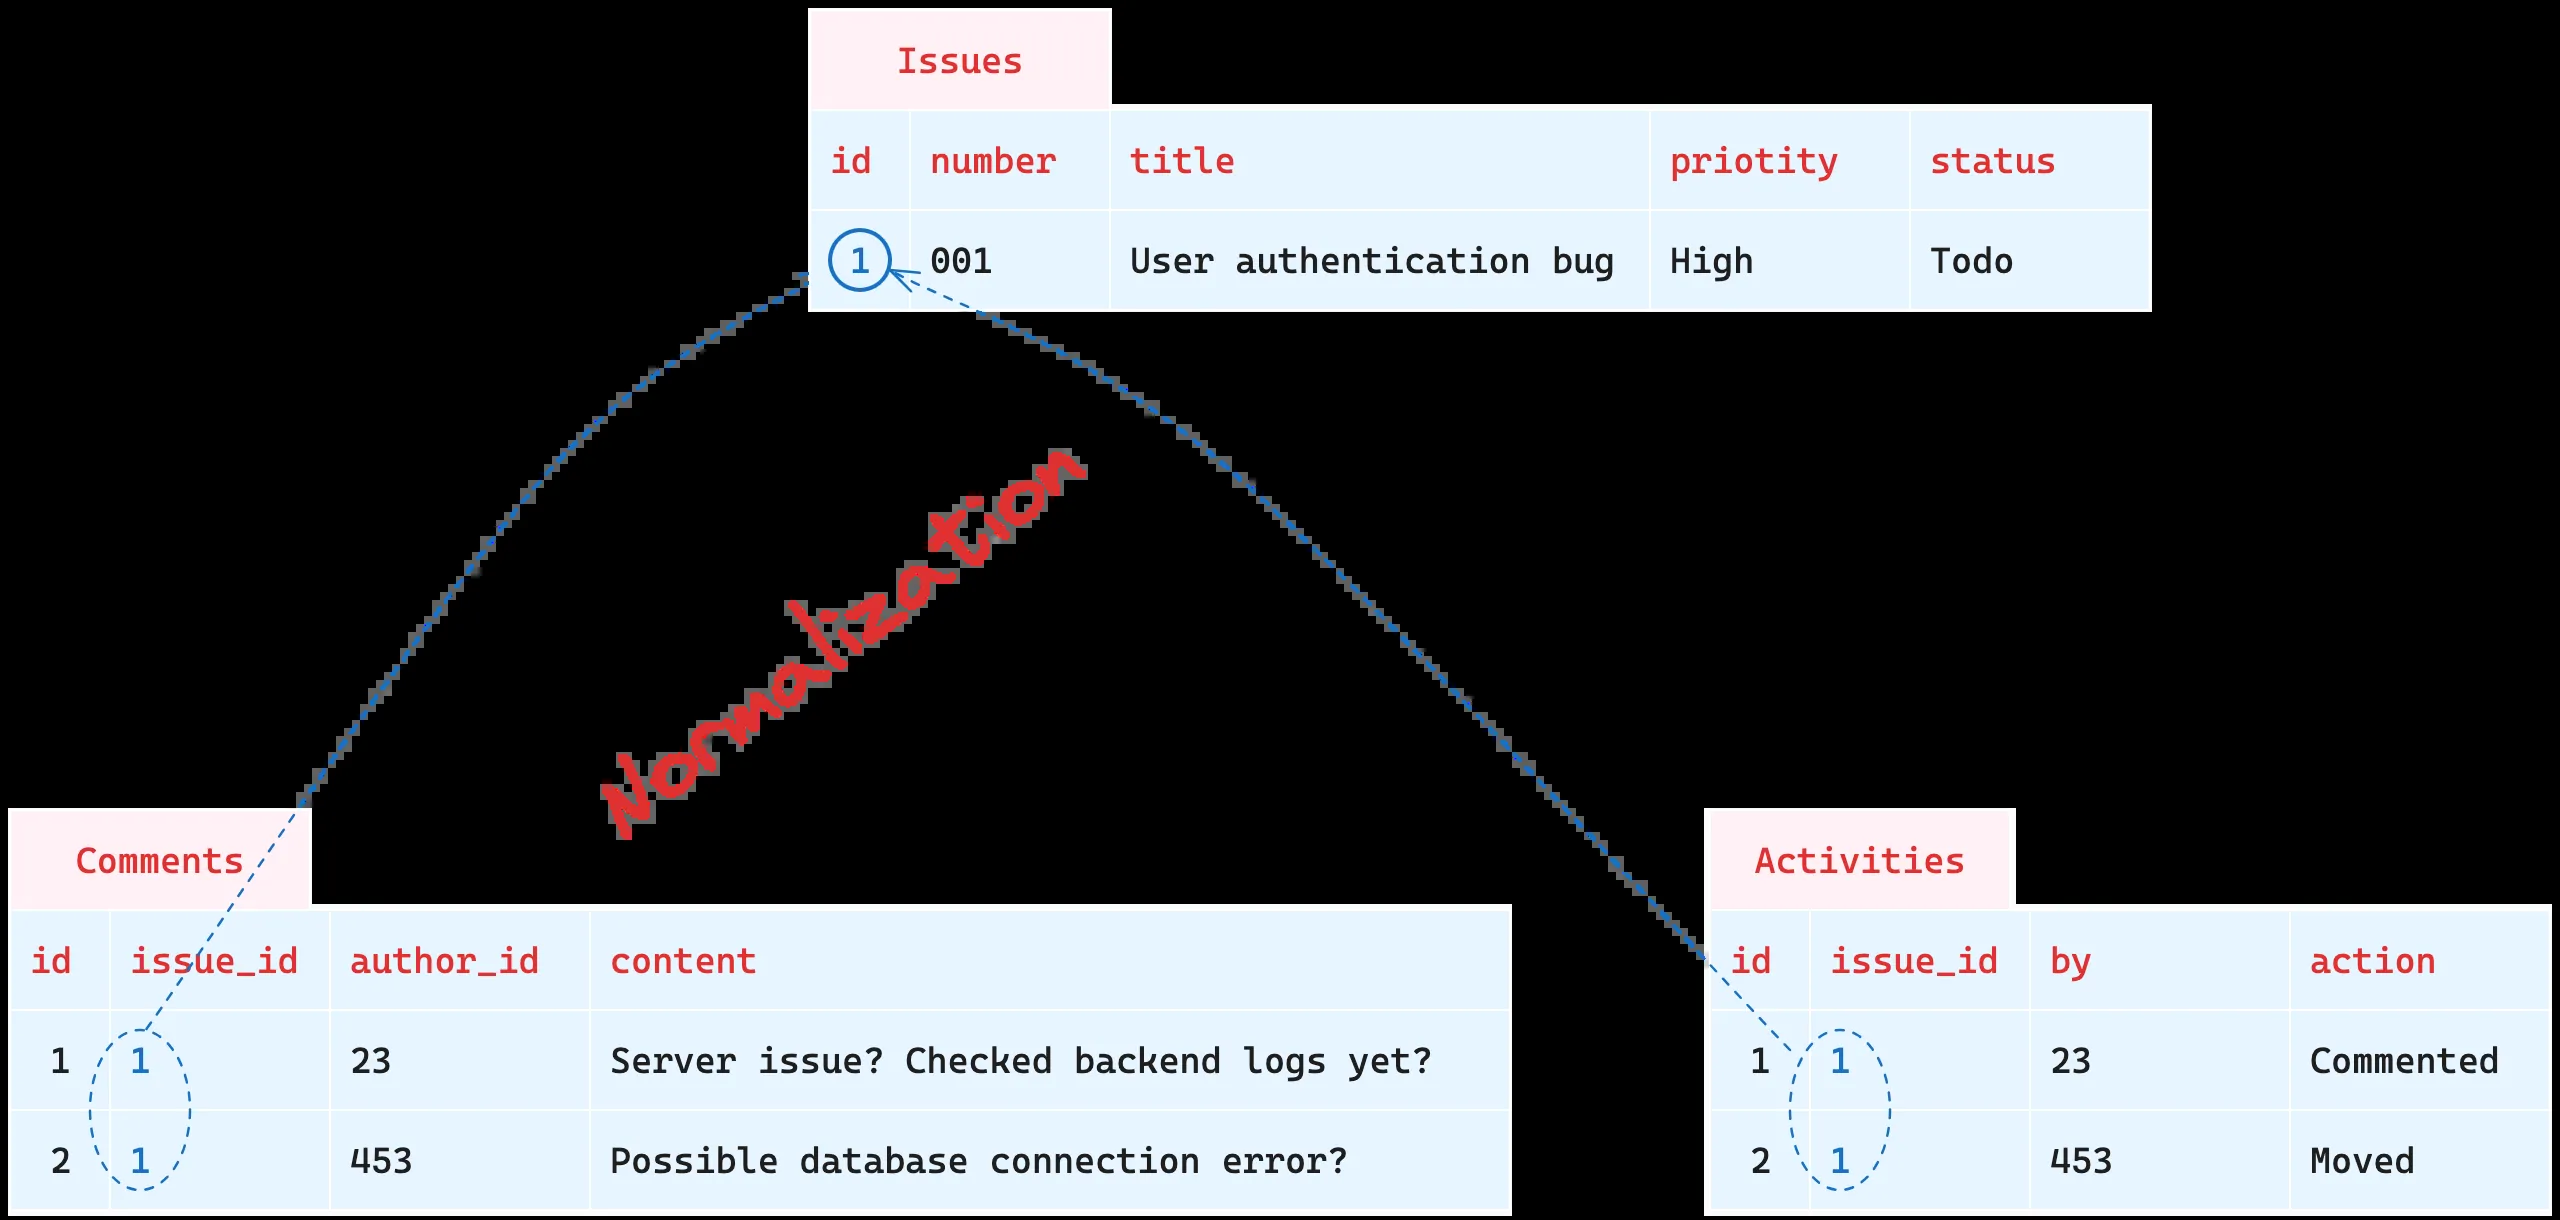 Issues
id number title priotity status
1 001 User authentication bug High Todo
Normalization
Comments
id issue_id author_id content
1 1 23 Server issue? Checked backend logs yet?
2 1 453 Possible database connection error?
Activities
id issue_id by action
1 1 23 Commented
2 1 453 Moved